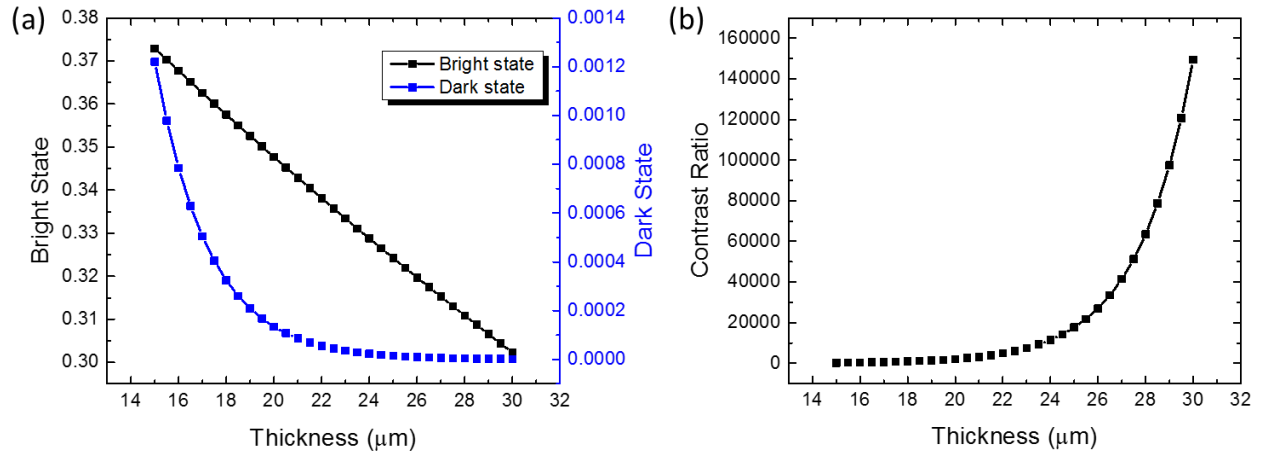 (a)
0.38
0.37
0.36
0.35
0.34
0.33
0.32
0.31
0.30
Bright State
14 16 18 20 22 24 26 28 30 32
Thickness (μm)
Bright state
Dark state
0.0014
0.0012
0.0010
0.0008
0.0006
0.0004
0.0002
0.0000
Dark State
(b)
160000
140000
120000
100000
80000
60000
40000
20000
0
Contrast Ratio
14 16 18 20 22 24 26 28 30 32
Thickness (μm)